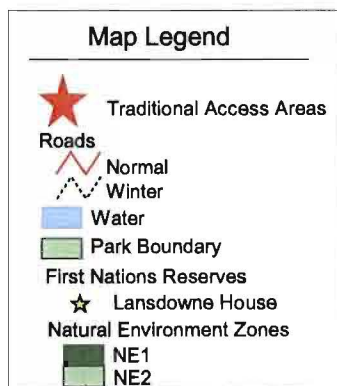 Map Legend
Traditional Access Areas
Roads
Normal
Winter
Water
Park Boundary
First Nations Reserves
Lansdowne House
Natural Environment Zones
NE1
NE2